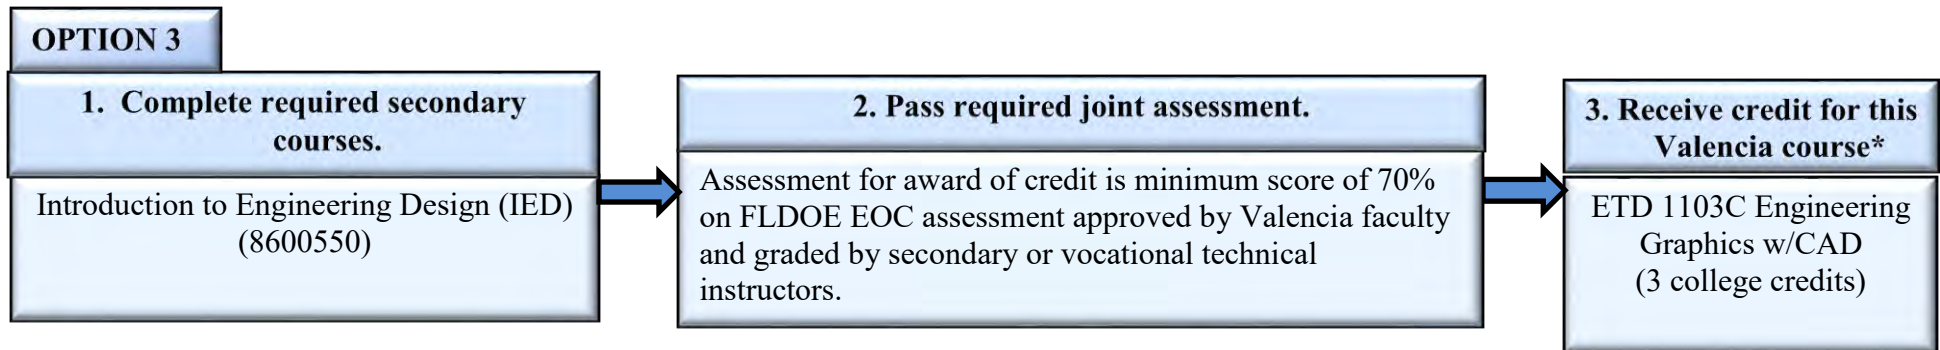 OPTION 3
1. Complete required secondary
courses.
Introduction to Engineering Design (IED)
(8600550)
2. Pass required joint assessment.
Assessment for award of credit is minimum score of 70%
on FLDOE EOC assessment approved by Valencia faculty
and graded by secondary or vocational technical
instructors.
3. Receive credit for this
Valencia course*
ETD 1103C Engineering
Graphics w/CAD
(3 college credits)